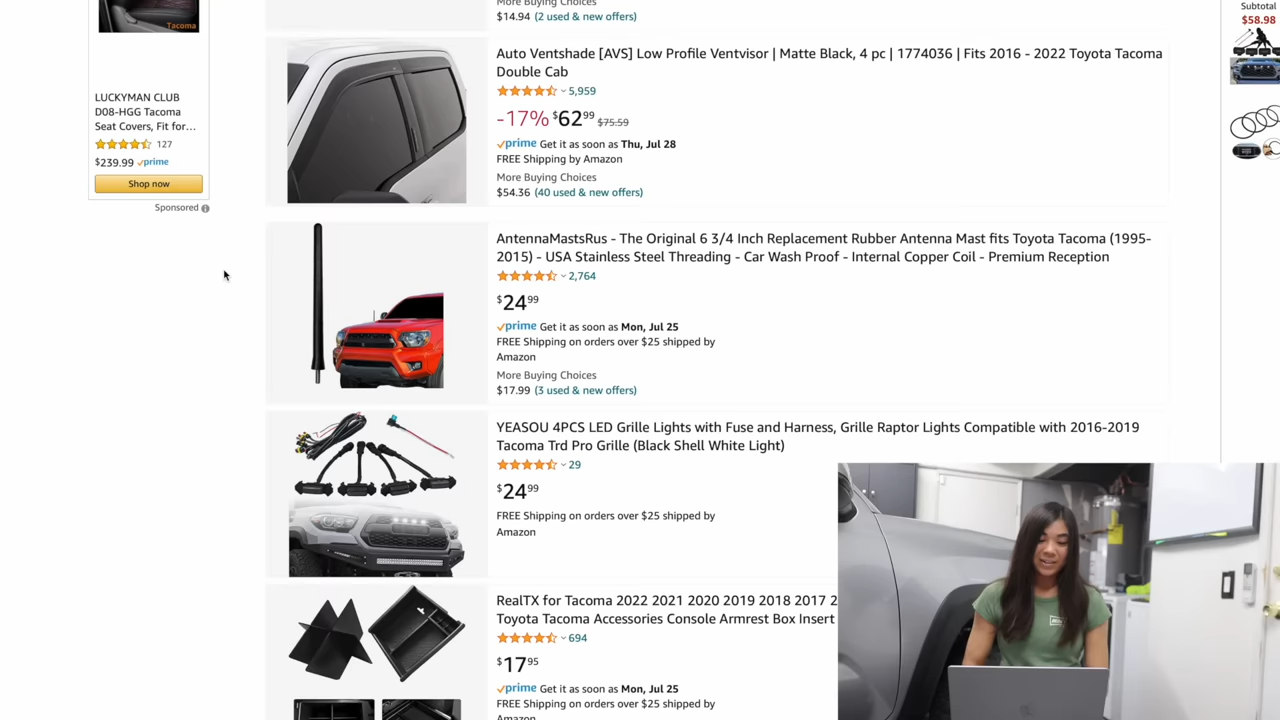 Tacoma
LUCKYMAN CLUB
D08-HGG Tacoma
Seat Covers, Fit for...
127
$239.99 prime
Shop now
Sponsored
More Buying Choices
$14.94 (2 used & new offers)
Auto Ventshade [AVS] Low Profile Ventvisor | Matte Black, 4 pc | 1774036 | Fits 2016 - 2022 Toyota Tacoma
Double Cab
5,959
-17% $62.99 $75.59
prime Get it as soon as Thu, Jul 28
FREE Shipping by Amazon
More Buying Choices
$54.36 (40 used & new offers)
AntennaMastsRus - The Original 6 3/4 Inch Replacement Rubber Antenna Mast fits Toyota Tacoma (1995-
2015) - USA Stainless Steel Threading - Car Wash Proof - Internal Copper Coil - Premium Reception
2,764
$24.99
prime Get it as soon as Mon, Jul 25
FREE Shipping on orders over $25 shipped by
Amazon
More Buying Choices
$17.99 (3 used & new offers)
YEASOU 4PCS LED Grille Lights with Fuse and Harness, Grille Raptor Lights Compatible with 2016-2019
Tacoma Trd Pro Grille (Black Shell White Light)
29
$24.99
FREE Shipping on orders over $25 shipped by
Amazon
RealTX for Tacoma 2022 2021 2020 2019 2018 2017 2
Toyota Tacoma Accessories Console Armrest Box Insert
694
$17.95
prime Get it as soon as Mon, Jul 25
FREE Shipping on orders over $25 shipped by
Amazon
Subtotal
$58.98